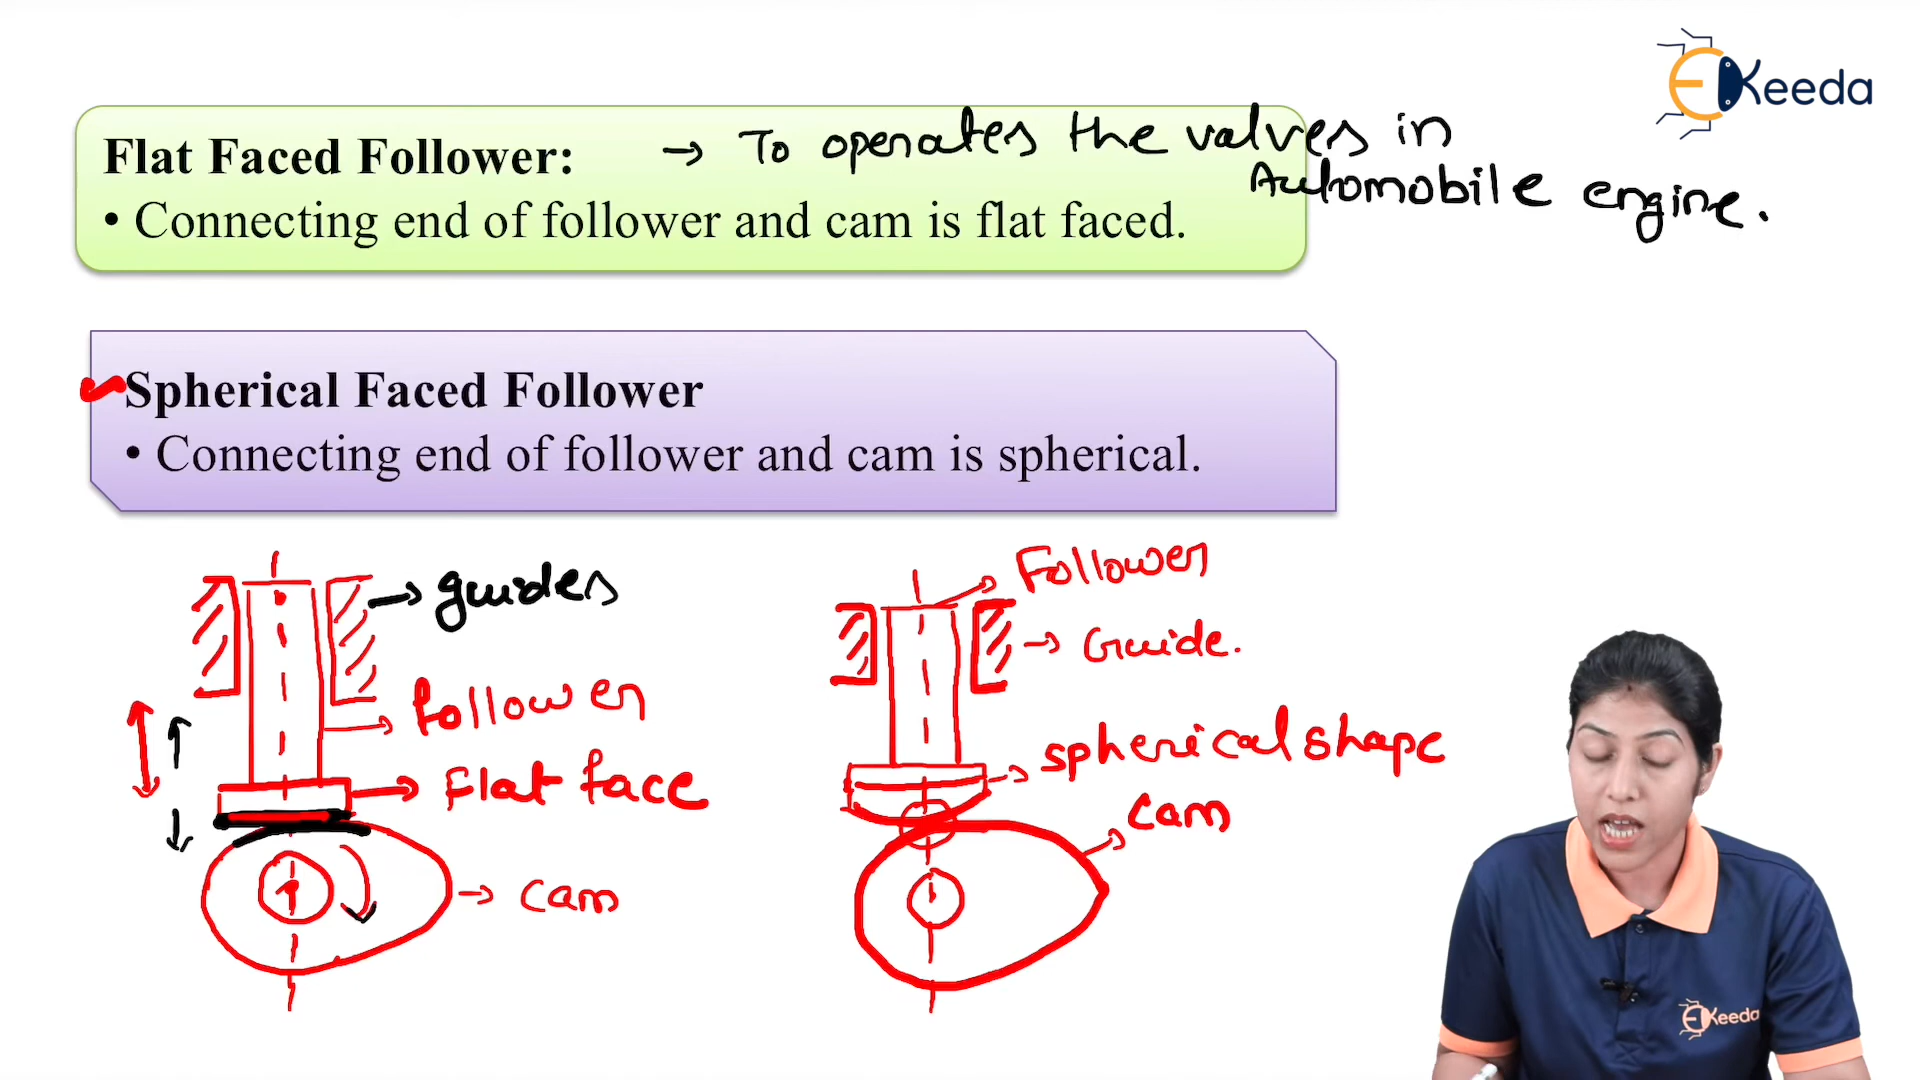 EKeeda
Flat Faced Follower: → To operates the valves in
Automobile engine.
• Connecting end of follower and cam is flat faced.
Spherical Faced Follower
• Connecting end of follower and cam is spherical.
guides
follower
Flat face
cam
Follower
Guide.
spherical shape
cam
EKeeda